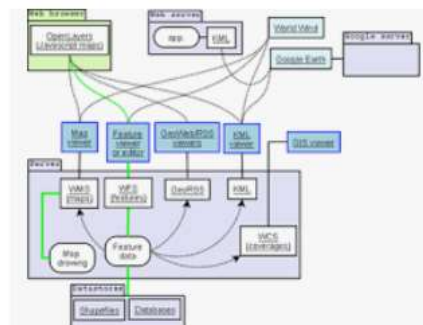 Web browser
OpenLayers
(Javascript maps)
Web server
app
KML
World Wind
Google Earth
Google server
Map
viewer
Feature
viewer
or editor
GeoWeb/RSS
viewers
KML
viewer
GIS viewer
Server
WMS
(maps)
WFS
(features)
GeoRSS
KML
WCS
(coverages)
Map
drawing
Feature
data
Datastores
Shapefiles
Databases